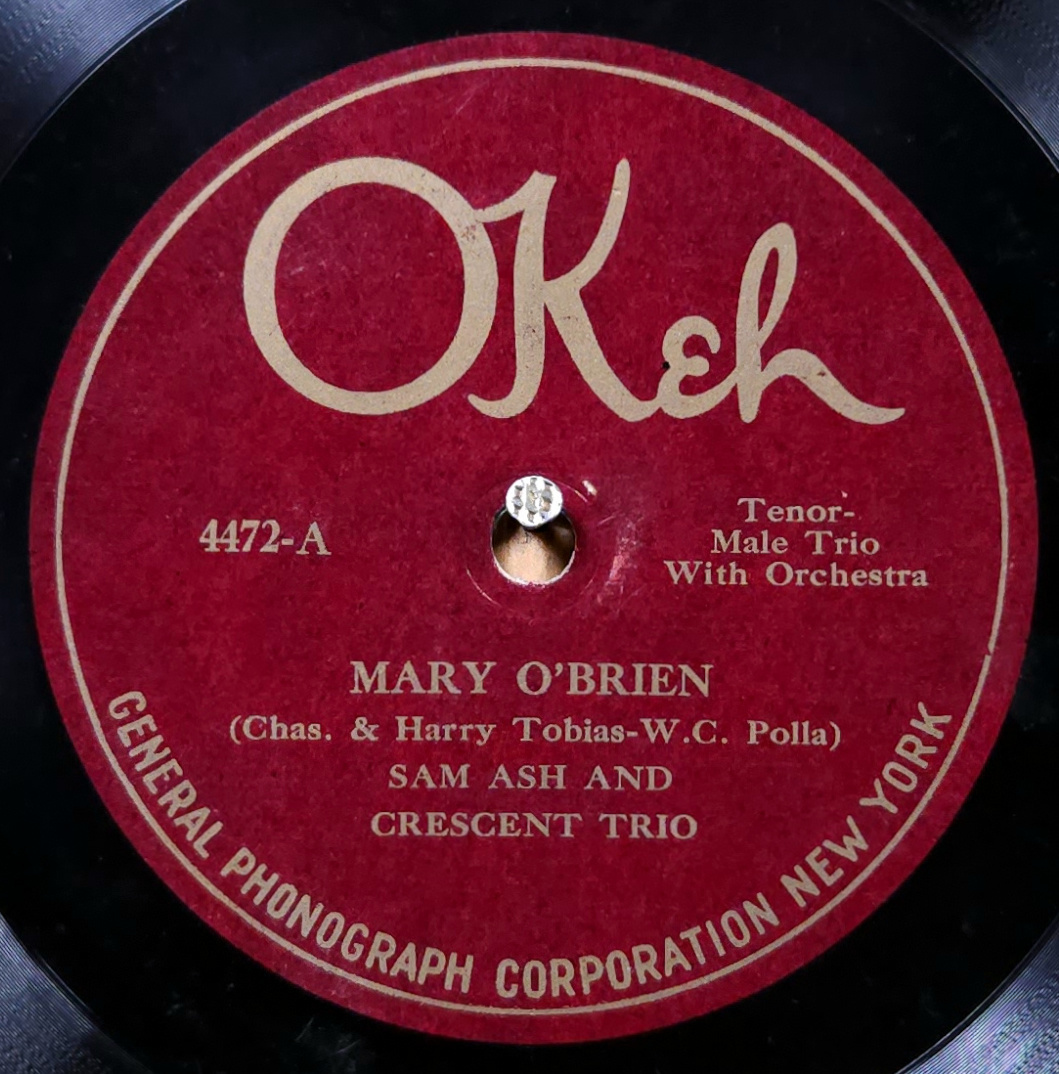 OKeh
4472-A
Tenor-
Male Trio
With Orchestra
MARY O'BRIEN
(Chas. & Harry Tobias-W.C. Polla)
SAM ASH AND
CRESCENT TRIO
GENERAL PHONOGRAPH CORPORATION NEW YORK